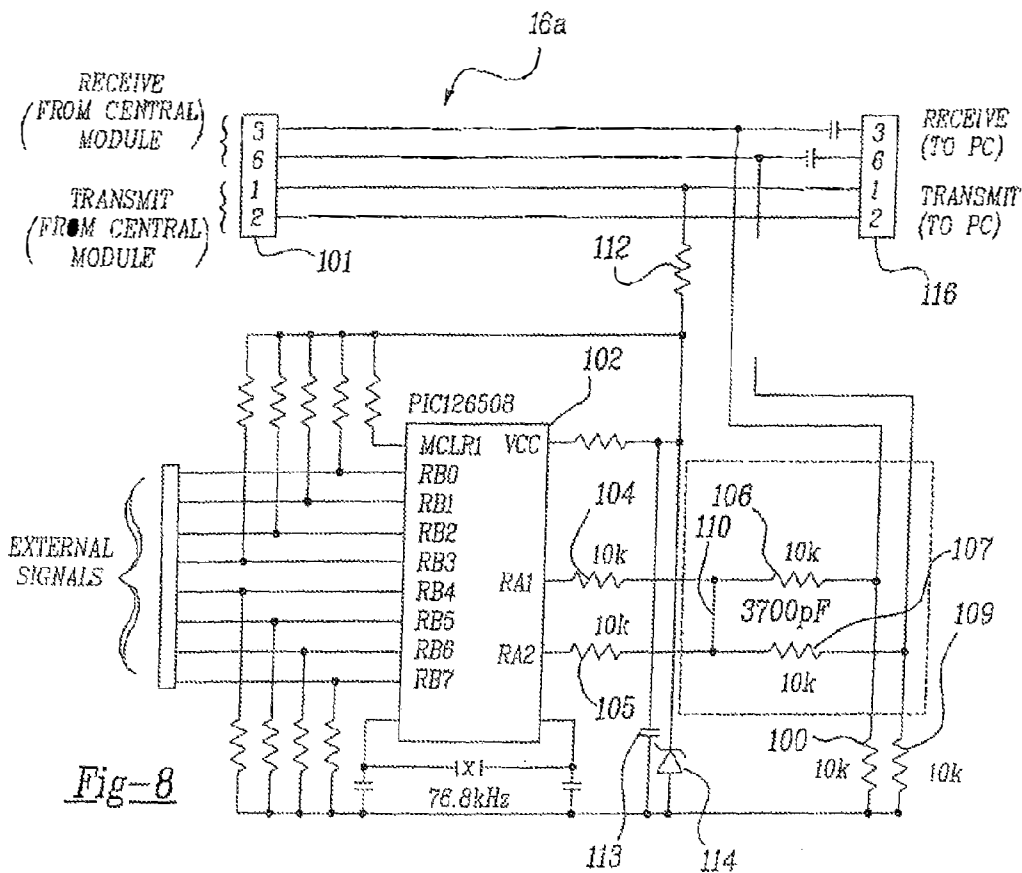 16a
RECEIVE
(FROM CENTRAL)
MODULE
3
6
1
2
TRANSMIT
(FROM CENTRAL)
MODULE
101
3
6
1
2
RECEIVE
(TO PC)
TRANSMIT
(TO PC)
116
112
102
PIC126508
MCLR1
VCC
RB0
RB1
RB2
RB3
RB4
RB5
RB6
RB7
RA1
RA2
EXTERNAL
SIGNALS
104
10k
10k
105
110
106
10k
3700pF
10k
107
109
100
10k
10k
76.8kHz
113
114
Fig-8